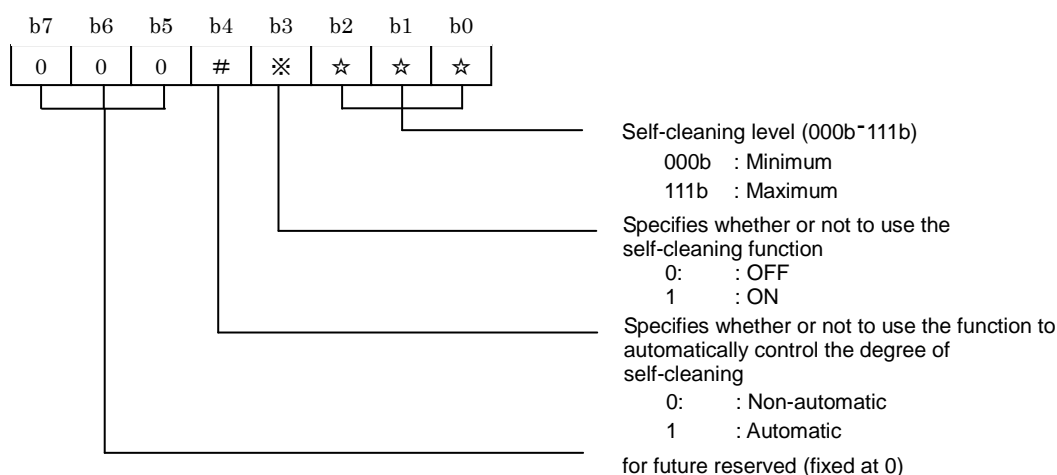 b7 b6 b5 b4 b3 b2 b1 b0
0 0 0 # ※ ☆ ☆ ☆
Self-cleaning level (000b-111b)
000b : Minimum
111b : Maximum
Specifies whether or not to use the
self-cleaning function
0: : OFF
1 : ON
Specifies whether or not to use the function to
automatically control the degree of
self-cleaning
0: : Non-automatic
1 : Automatic
for future reserved (fixed at 0)